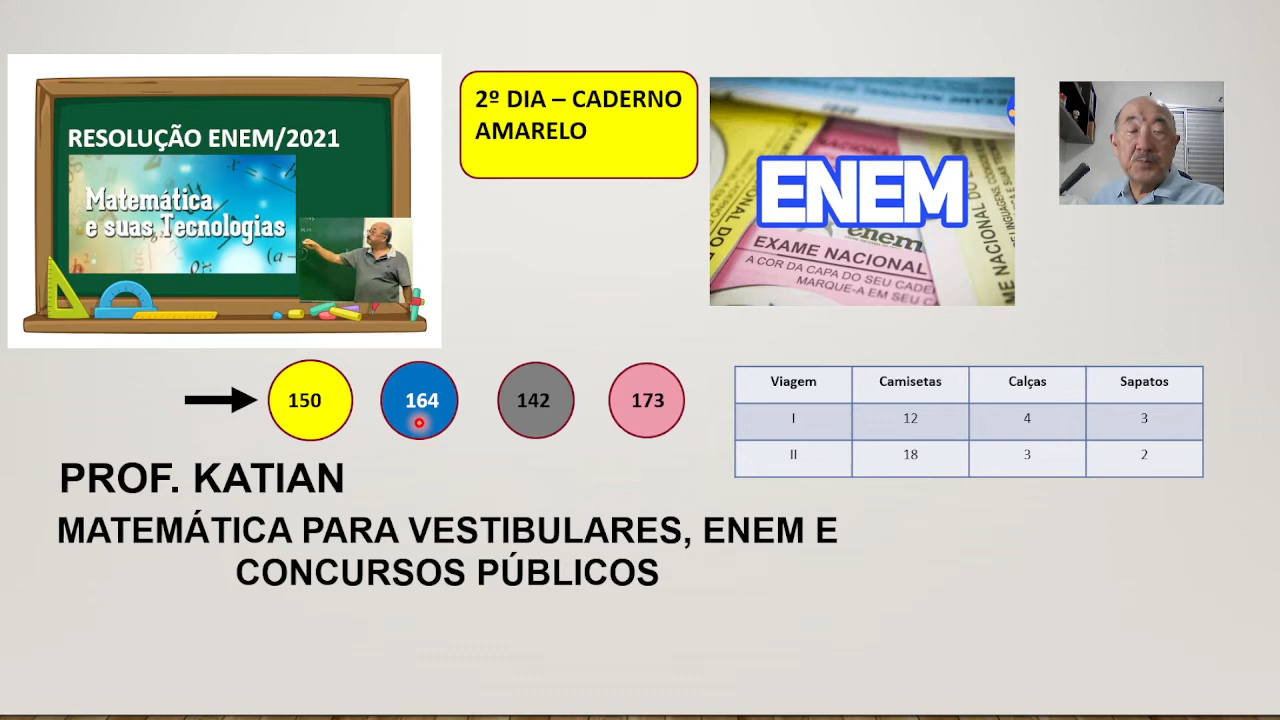 RESOLUÇÃO ENEM/2021
Matemática
e suas Tecnologias
(a –
2º DIA – CADERNO
AMARELO
ENEM
enem
EXAME NACIONAL
A COR DA CAPA DO SEU CADE
MARQUE-A EM SEU C
150
164
142
173
Viagem Camisetas Calças Sapatos
I 12 4 3
II 18 3 2
PROF. KATIAN
MATEMÁTICA PARA VESTIBULARES, ENEM E
CONCURSOS PÚBLICOS